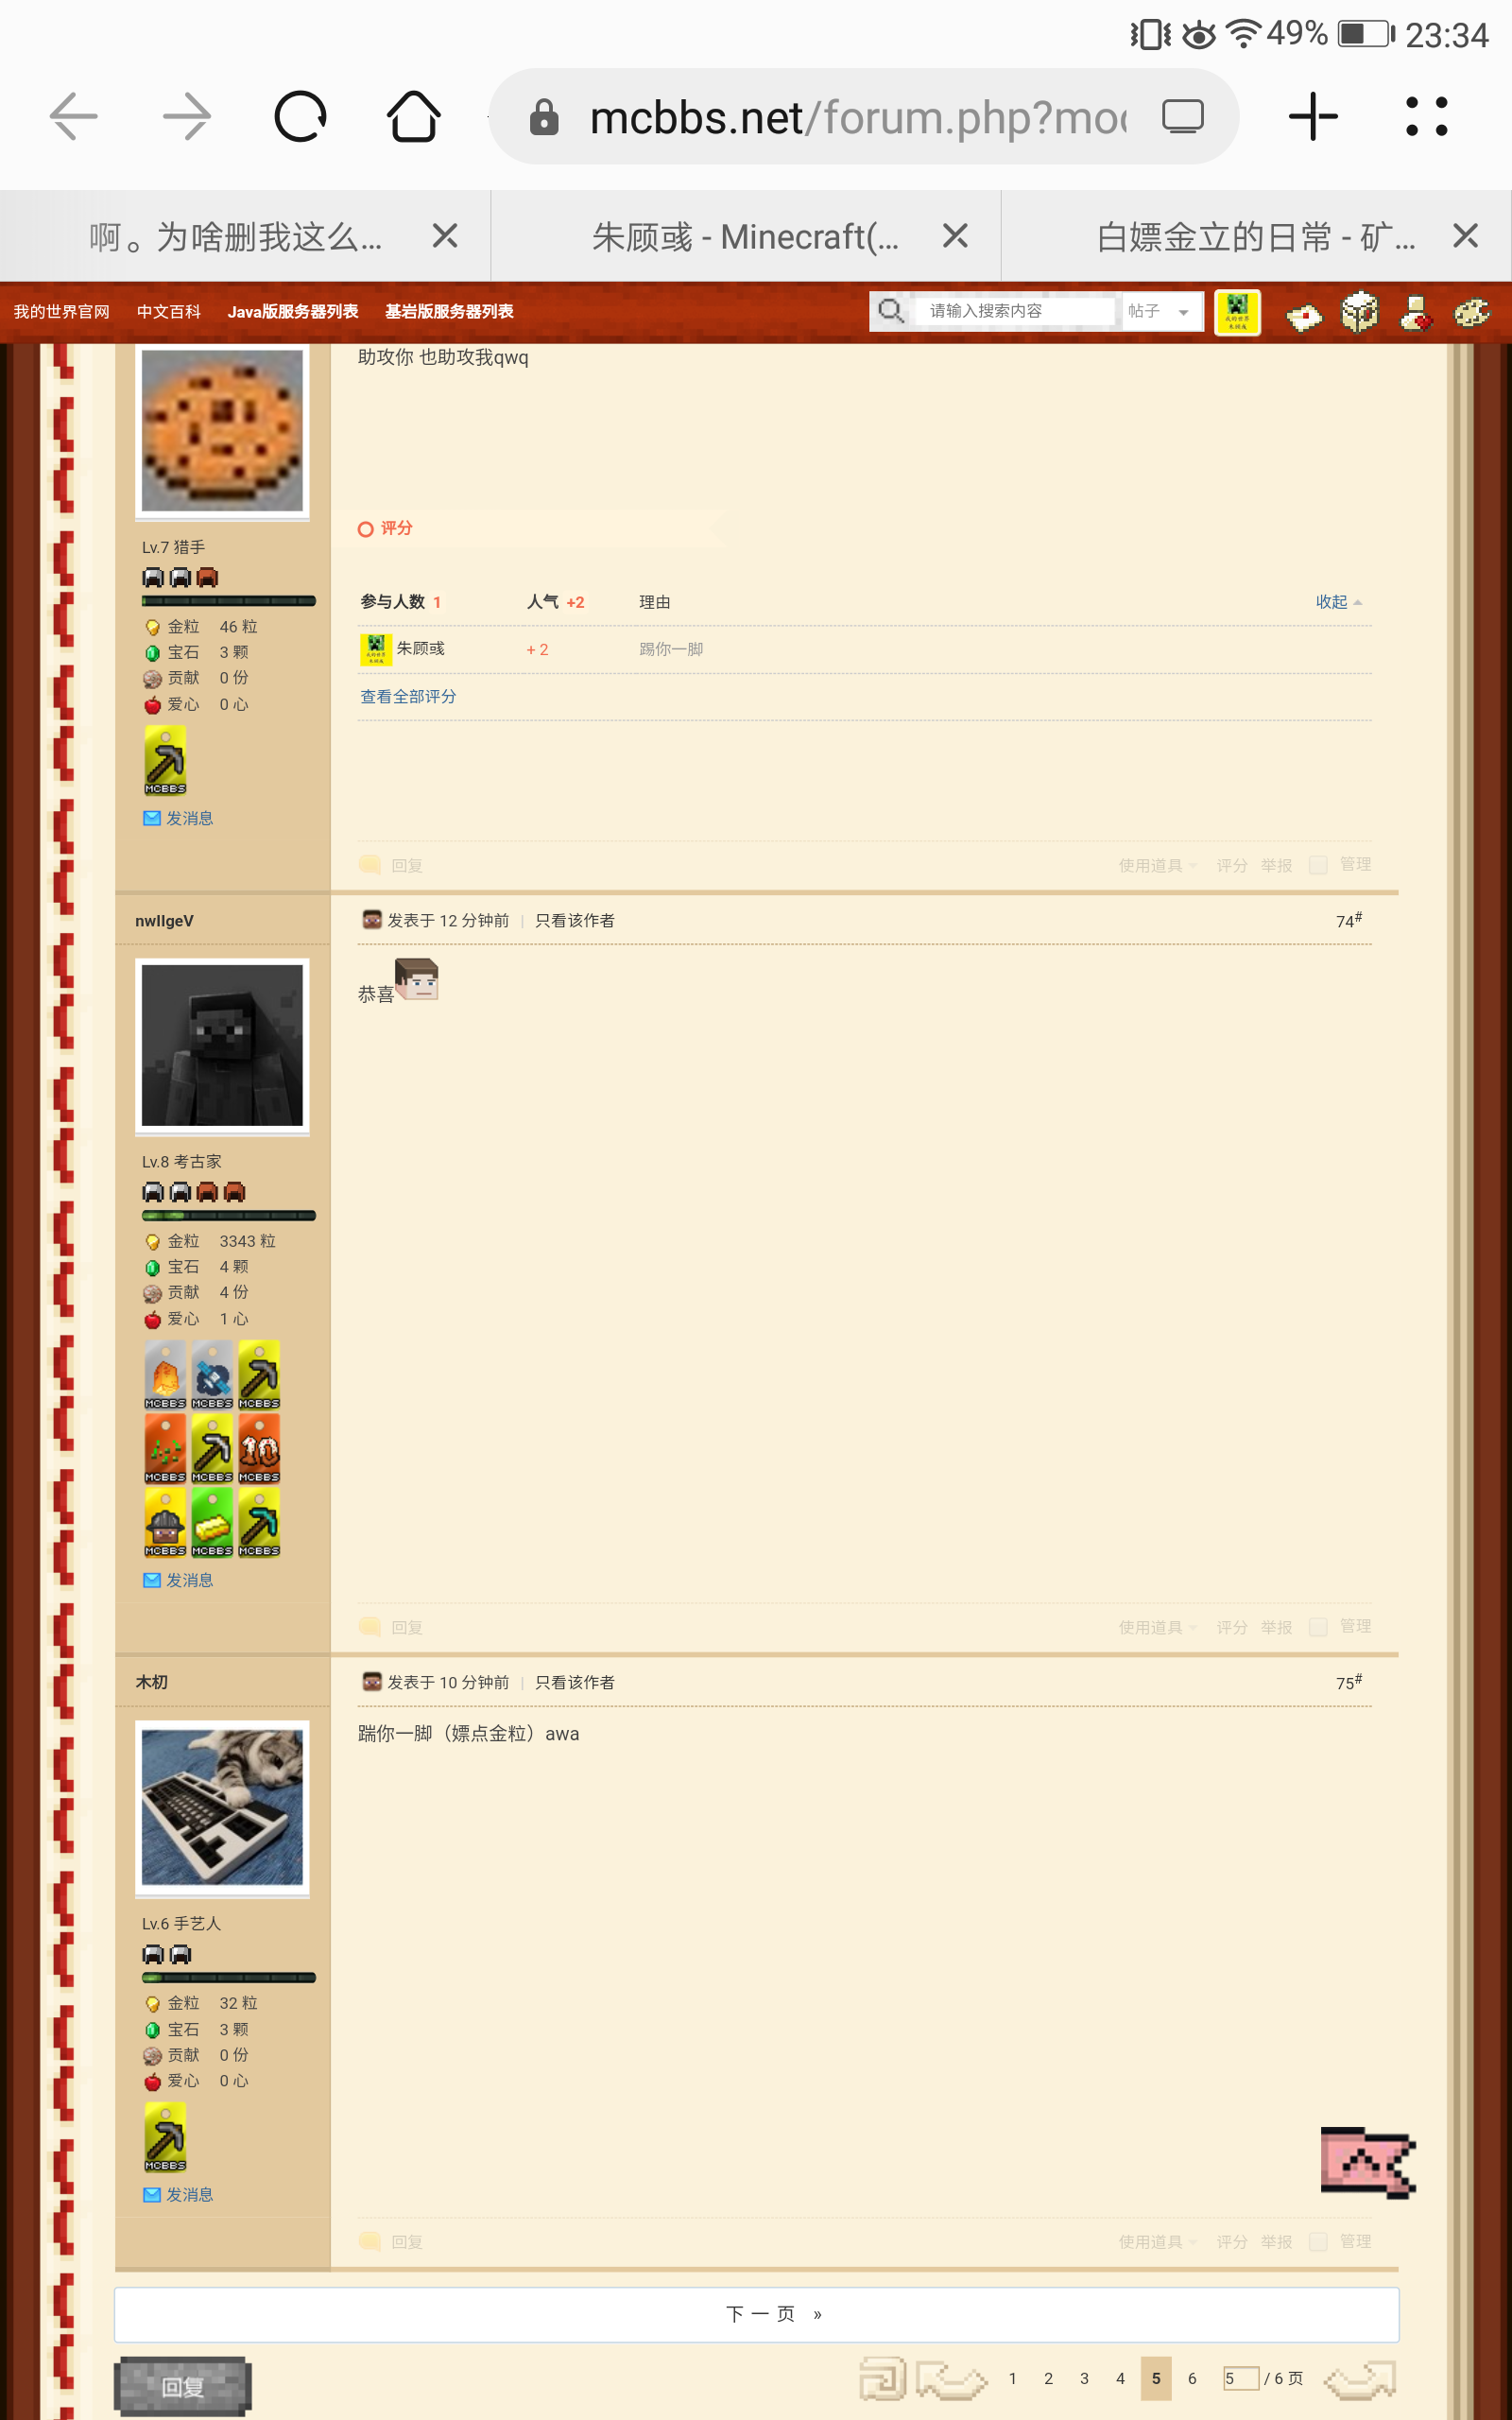 49% 23:34
mcbbs.net/forum.php?mod
啊。为啥删我这么...
朱顾彧 - Minecraft(...
白嫖金立的日常 - 矿...
我的世界官网 中文百科 Java版服务器列表 基岩版服务器列表 请输入搜索内容 帖子
助攻你 也助攻我qwq
评分
Lv.7 猎手
参与人数 1 人气 +2 理由 收起
金粒 46 粒
宝石 3 颗
贡献 0 份
爱心 0 心
朱顾彧 + 2 踢你一脚
查看全部评分
MCBBS
发消息
回复 使用道具 评分 举报 管理
nwllgeV
发表于 12 分钟前 | 只看该作者 74#
恭喜
Lv.8 考古家
金粒 3343 粒
宝石 4 颗
贡献 4 份
爱心 1 心
MCBBS MCBBS MCBBS
10
MCBBS MCBBS MCBBS
MCBBS MCBBS MCBBS
发消息
回复 使用道具 评分 举报 管理
木朷
发表于 10 分钟前 | 只看该作者 75#
踹你一脚（嫖点金粒）awa
Lv.6 手艺人
金粒 32 粒
宝石 3 颗
贡献 0 份
爱心 0 心
MCBBS
发消息
回复 使用道具 评分 举报 管理
下一页 »
回复
1 2 3 4 5 6 5 / 6 页